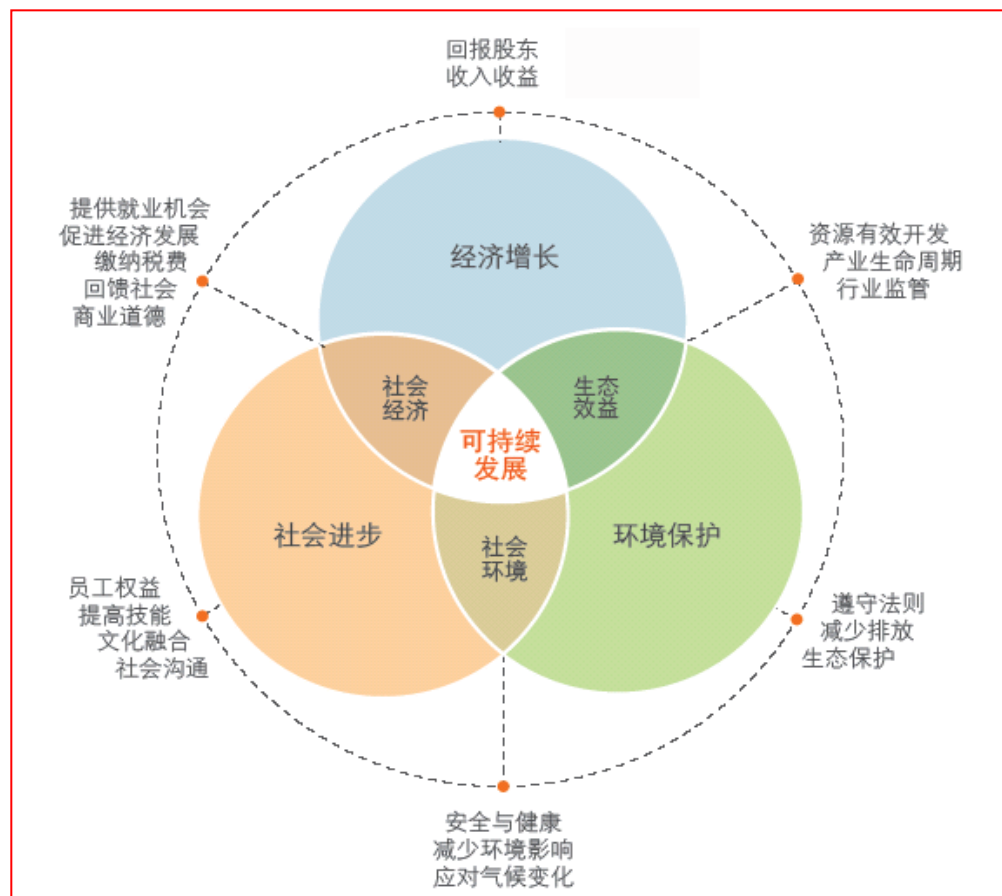 回报股东
收入收益
提供就业机会
促进经济发展
缴纳税费
回馈社会
商业道德
资源有效开发
产业生命周期
行业监管
经济增长
社会
经济
生态
效益
可持续
发展
社会进步
社会
环境
环境保护
员工权益
提高技能
文化融合
社会沟通
遵守法则
减少排放
生态保护
安全与健康
减少环境影响
应对气候变化